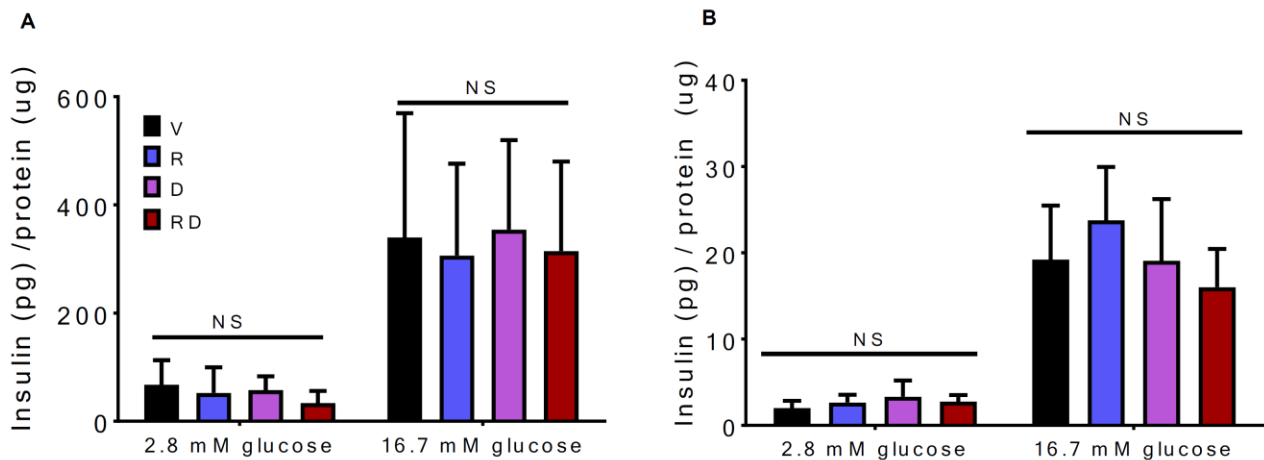 A
Insulin (pg) /protein (ug)
600
400
200
0
V
R
D
RD
NS
NS
2.8 mM glucose
16.7 mM glucose
B
Insulin (pg) / protein (ug)
40
30
20
10
0
NS
NS
2.8 mM glucose
16.7 mM glucose